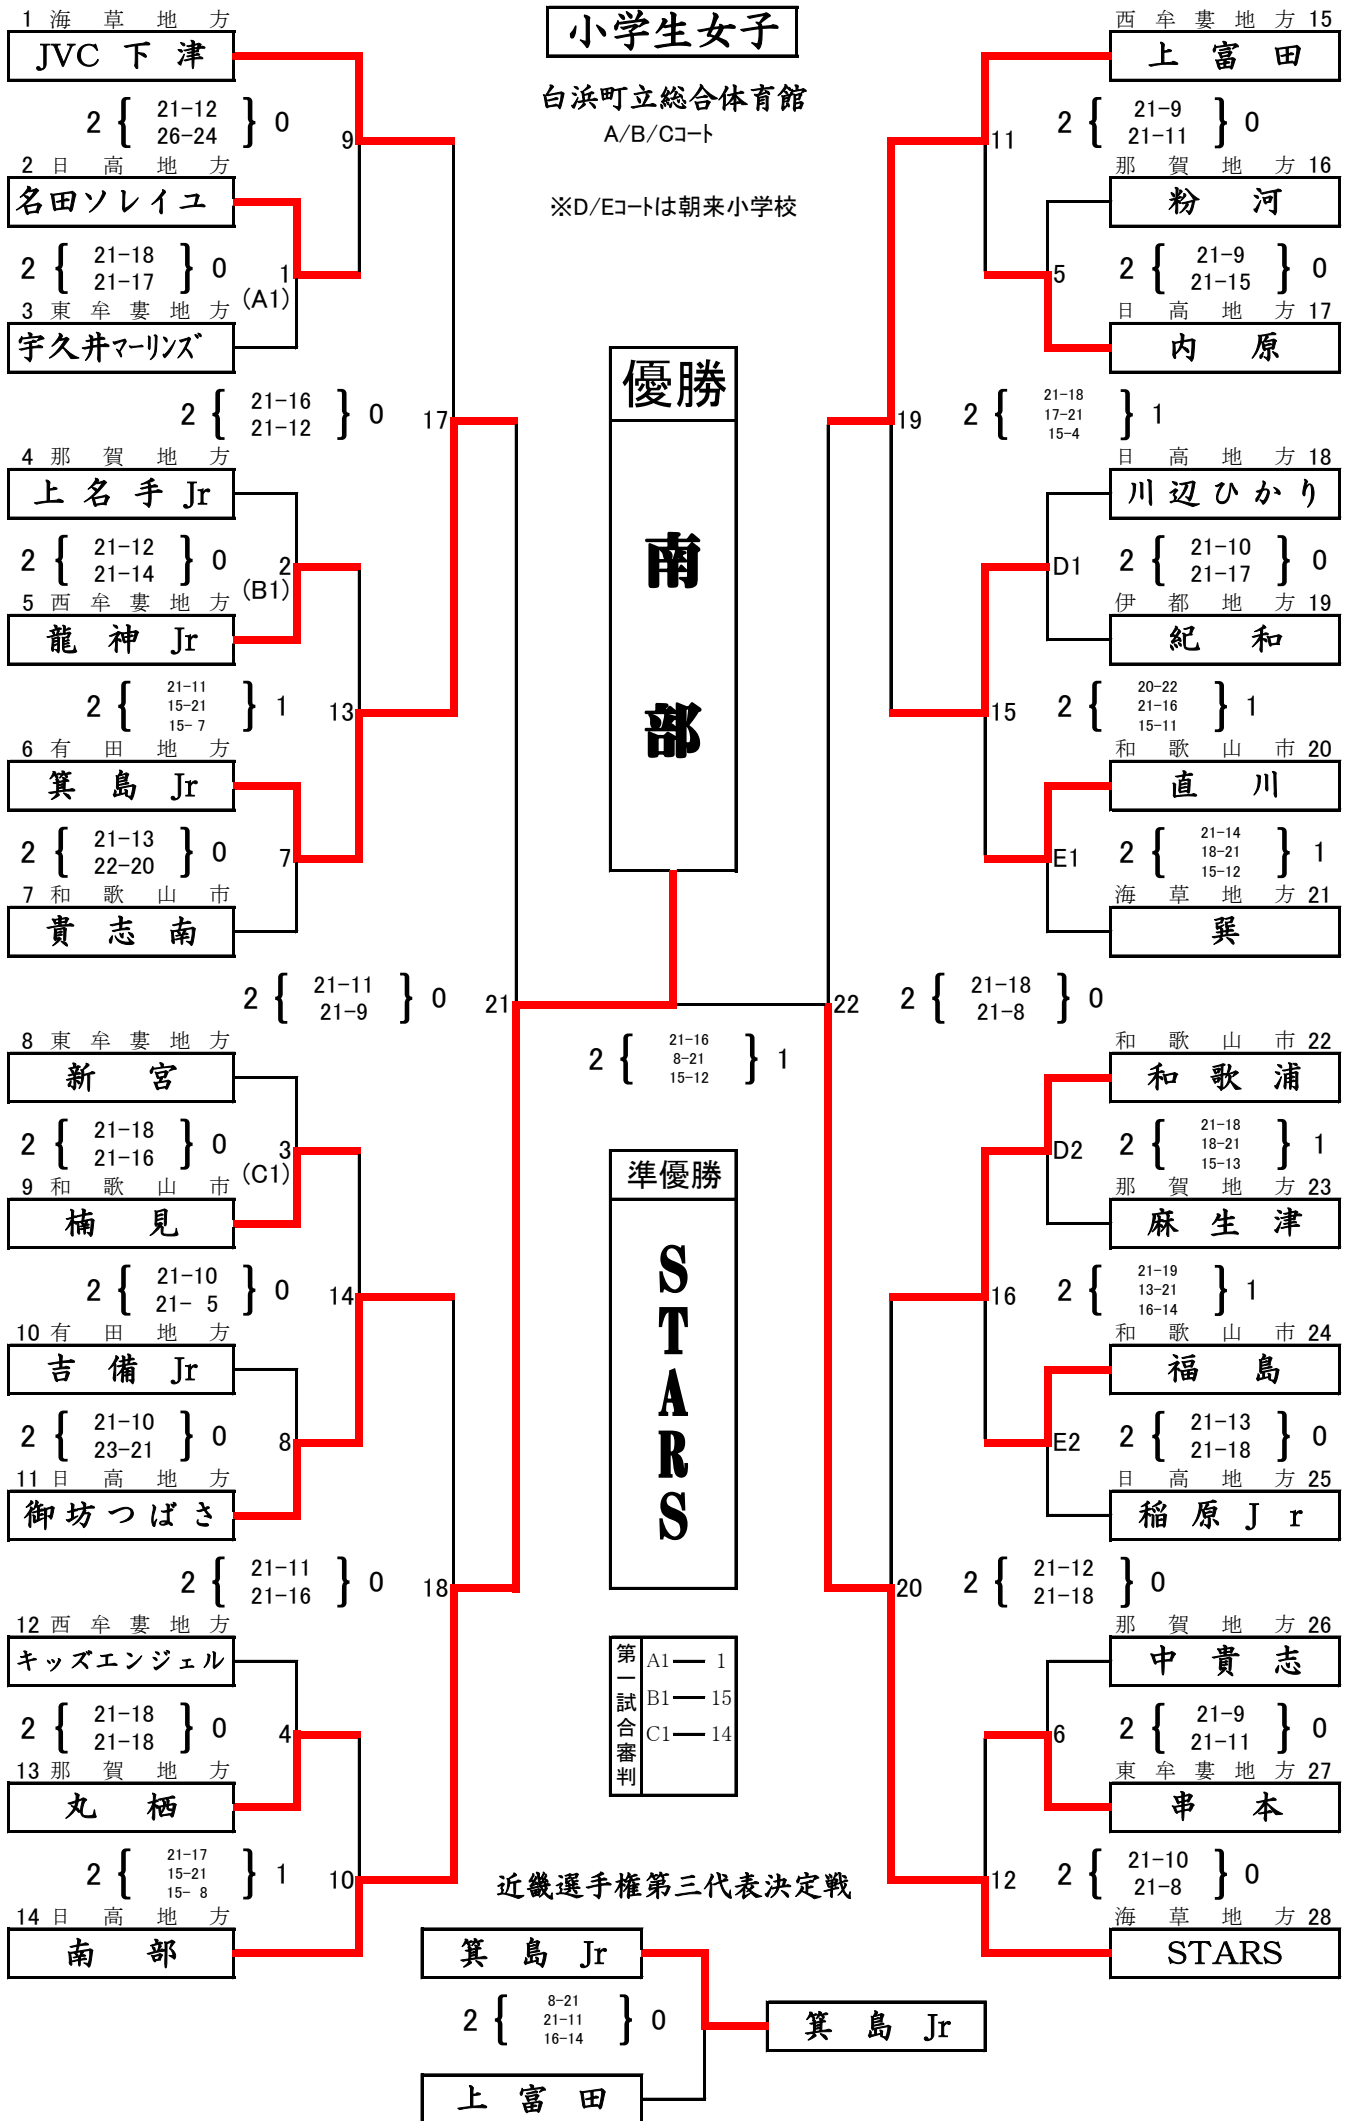 小学生女子
白浜町立総合体育館
A/B/Cコート
※D/Eコートは朝来小学校
1 海草地方
JVC 下津
2 { 21-12 26-24 } 0
9
2 日高地方
名田ソレイユ
2 { 21-18 21-17 } 0
1
(A1)
3 東牟婁地方
宇久井マーリンズ
2 { 21-16 21-12 } 0
17
4 那賀地方
上名手 Jr
2 { 21-12 21-14 } 0
2
(B1)
5 西牟婁地方
龍神 Jr
2 { 21-11 15-21 15- 7 } 1
13
6 有田地方
箕島 Jr
2 { 21-13 22-20 } 0
7
7 和歌山市
貴志南
2 { 21-11 21-9 } 0
21
8 東牟婁地方
新宮
2 { 21-18 21-16 } 0
3
(C1)
9 和歌山市
楠見
2 { 21-10 21- 5 } 0
14
10 有田地方
吉備 Jr
2 { 21-10 23-21 } 0
8
11 日高地方
御坊つばさ
2 { 21-11 21-16 } 0
18
12 西牟婁地方
キッズエンジェル
2 { 21-18 21-18 } 0
4
13 那賀地方
丸栖
2 { 21-17 15-21 15- 8 } 1
10
14 日高地方
南部
優勝
南部
2 { 21-16 8-21 15-12 } 1
準優勝
STARS
第一試合審判
A1― 1
B1― 15
C1― 14
西牟婁地方 15
上富田
11
2 { 21-9 21-11 } 0
那賀地方 16
粉河
5
2 { 21-9 21-15 } 0
日高地方 17
内原
19
2 { 21-18 17-21 15-4 } 1
日高地方 18
川辺ひかり
D1
2 { 21-10 21-17 } 0
伊都地方 19
紀和
15
2 { 20-22 21-16 15-11 } 1
和歌山市 20
直川
E1
2 { 21-14 18-21 15-12 } 1
海草地方 21
巽
22
2 { 21-18 21-8 } 0
和歌山市 22
和歌浦
D2
2 { 21-18 18-21 15-13 } 1
那賀地方 23
麻生津
16
2 { 21-19 13-21 16-14 } 1
和歌山市 24
福島
E2
2 { 21-13 21-18 } 0
日高地方 25
稲原Jr
20
2 { 21-12 21-18 } 0
那賀地方 26
中貴志
6
2 { 21-9 21-11 } 0
東牟婁地方 27
串本
12
2 { 21-10 21-8 } 0
海草地方 28
STARS
近畿選手権第三代表決定戦
箕島 Jr
2 { 8-21 21-11 16-14 } 0
箕島 Jr
上富田